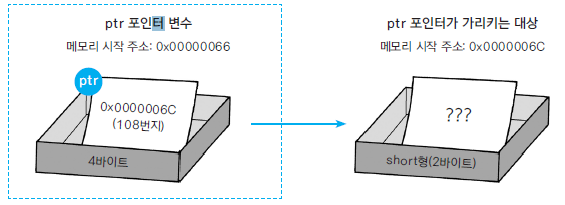 ptr 포인터 변수
메모리 시작 주소: 0x00000066
ptr
0x0000006C
(108번지)
4바이트
ptr 포인터가 가리키는 대상
메모리 시작 주소: 0x0000006C
???
short형(2바이트)